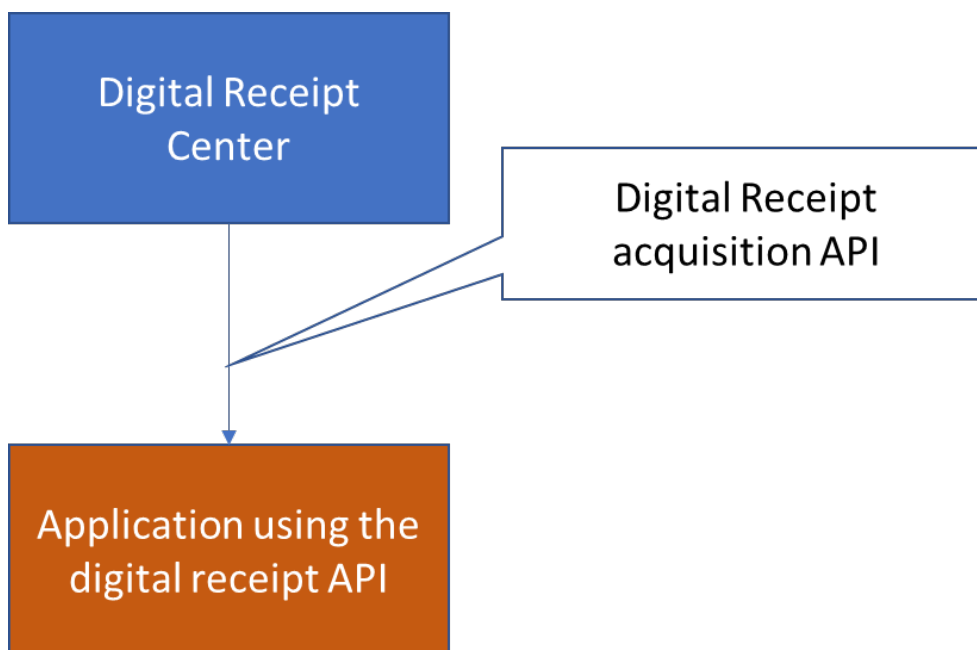 Digital Receipt
Center
Digital Receipt
acquisition API
Application using the
digital receipt API